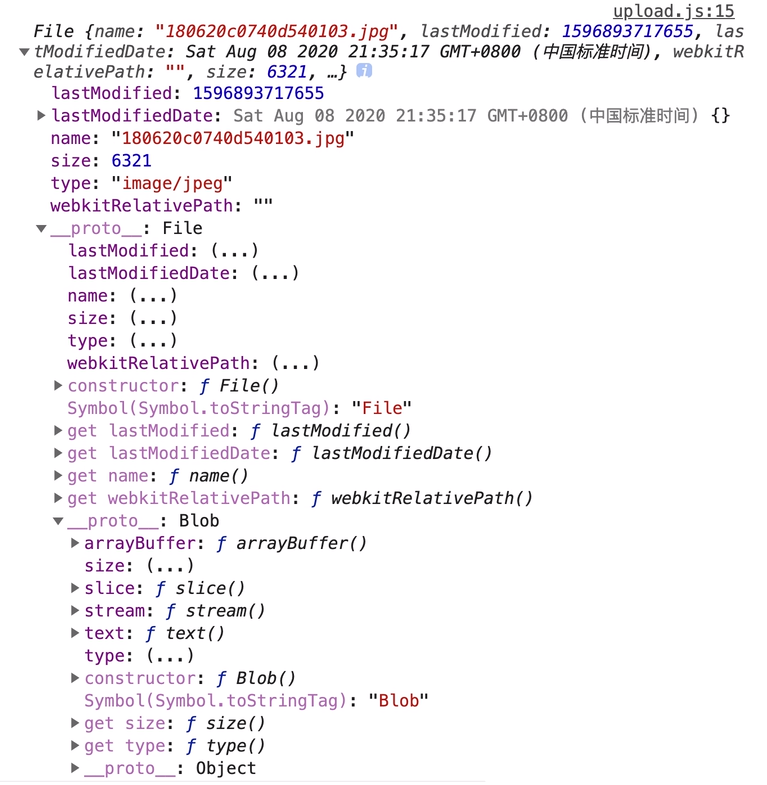 upload.js:15
File {name: "180620c0740d540103.jpg", lastModified: 1596893717655, las
tModifiedDate: Sat Aug 08 2020 21:35:17 GMT+0800 (中国标准时间), webkitR
elativePath: "", size: 6321, …}
lastModified: 1596893717655
lastModifiedDate: Sat Aug 08 2020 21:35:17 GMT+0800 (中国标准时间) {}
name: "180620c0740d540103.jpg"
size: 6321
type: "image/jpeg"
webkitRelativePath: ""
__proto__: File
lastModified: (...)
lastModifiedDate: (...)
name: (...)
size: (...)
type: (...)
webkitRelativePath: (...)
constructor: ƒ File()
Symbol(Symbol.toStringTag): "File"
get lastModified: ƒ lastModified()
get lastModifiedDate: ƒ lastModifiedDate()
get name: ƒ name()
get webkitRelativePath: ƒ webkitRelativePath()
__proto__: Blob
arrayBuffer: ƒ arrayBuffer()
size: (...)
slice: ƒ slice()
stream: ƒ stream()
text: ƒ text()
type: (...)
constructor: ƒ Blob()
Symbol(Symbol.toStringTag): "Blob"
get size: ƒ size()
get type: ƒ type()
__proto__: Object